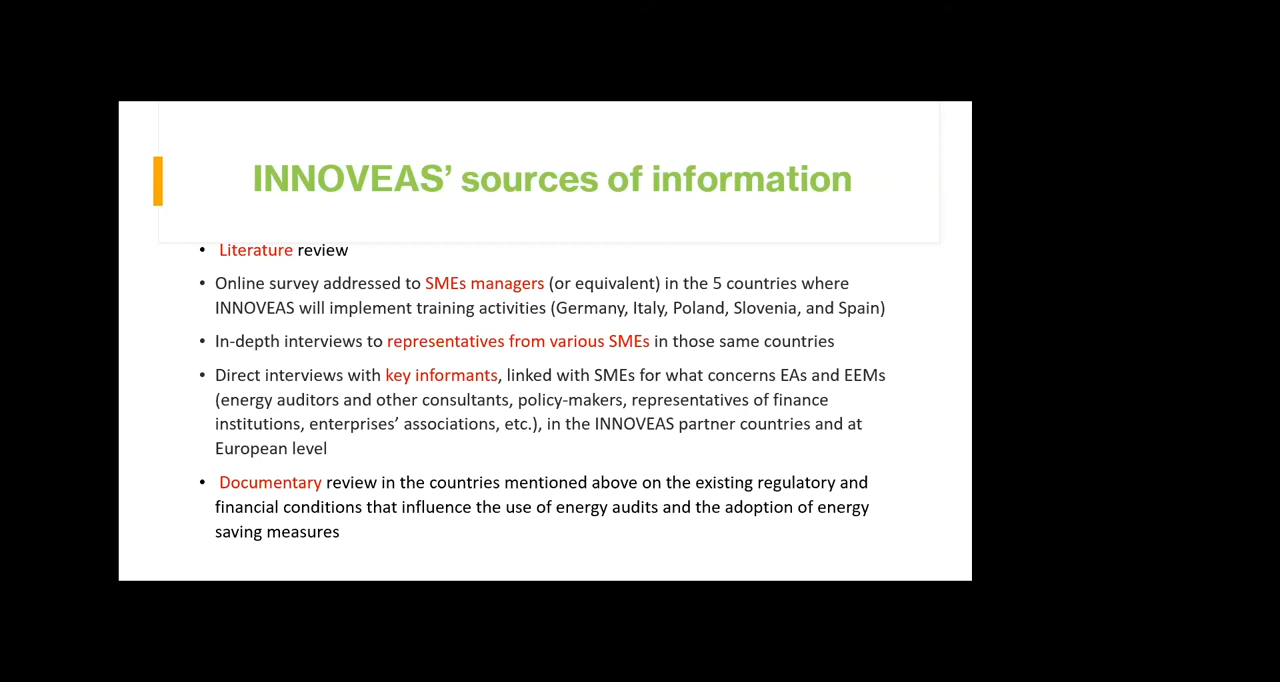 INNOVEAS’ sources of information
• Literature review
• Online survey addressed to SMEs managers (or equivalent) in the 5 countries where
INNOVEAS will implement training activities (Germany, Italy, Poland, Slovenia, and Spain)
• In-depth interviews to representatives from various SMEs in those same countries
• Direct interviews with key informants, linked with SMEs for what concerns EAs and EEMs
(energy auditors and other consultants, policy-makers, representatives of finance
institutions, enterprises’ associations, etc.), in the INNOVEAS partner countries and at
European level
• Documentary review in the countries mentioned above on the existing regulatory and
financial conditions that influence the use of energy audits and the adoption of energy
saving measures